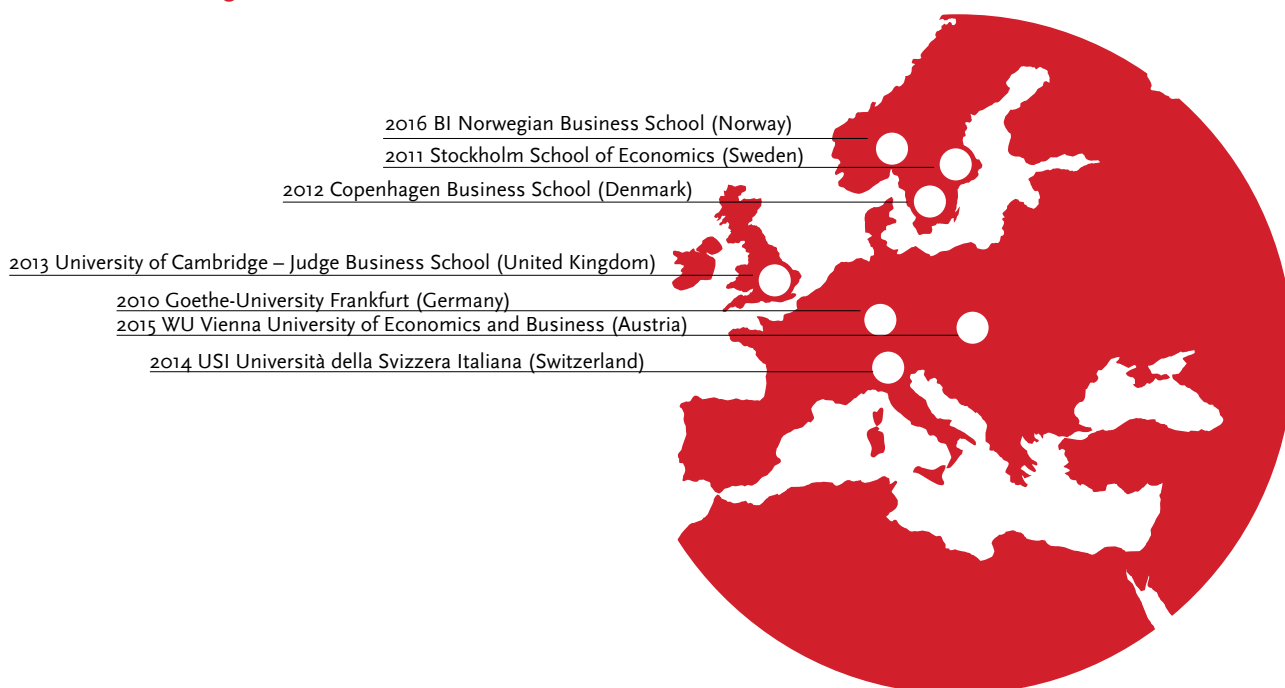 2016 BI Norwegian Business School (Norway)
2011 Stockholm School of Economics (Sweden)
2012 Copenhagen Business School (Denmark)
2013 University of Cambridge – Judge Business School (United Kingdom)
2010 Goethe-University Frankfurt (Germany)
2015 WU Vienna University of Economics and Business (Austria)
2014 USI Università della Svizzera Italiana (Switzerland)